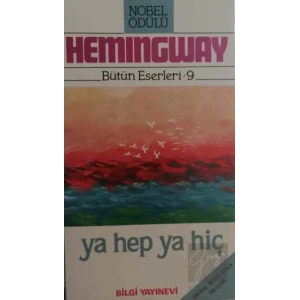 NOBEL
ÖDÜLÜ
HEMINGWAY
Bütün Eserleri/9
ya hep ya hiç
BİLGİ YAYINEVİ